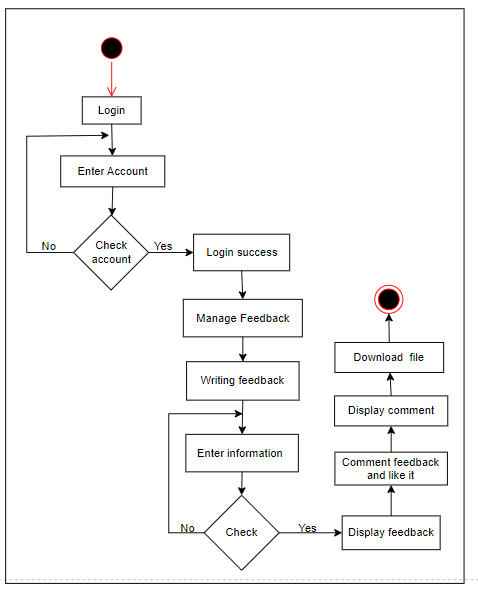 Login
Enter Account
Check
account
No
Yes
Login success
Manage Feedback
Writing feedback
Enter information
Check
No
Yes
Display feedback
Comment feedback
and like it
Display comment
Download file